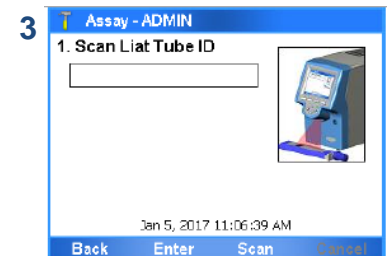 3
Assay - ADMIN
1. Scan Liat Tube ID
Jan 5, 2017 11:06:39 AM
Back Enter Scan Cancel